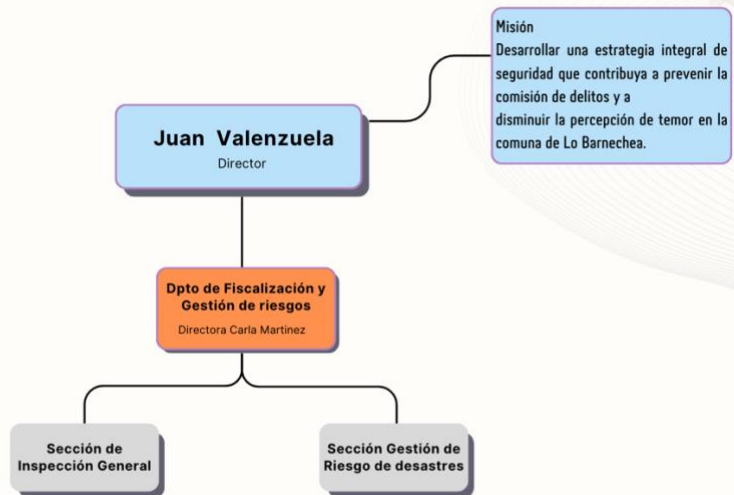 Misión
Desarrollar una estrategia integral de
seguridad que contribuya a prevenir la
comisión de delitos y a
disminuir la percepción de temor en la
comuna de Lo Barnechea.
Juan Valenzuela
Director
Dpto de Fiscalización y
Gestión de riesgos
Directora Carla Martinez
Sección de
Inspección General
Sección Gestión de
Riesgo de desastres